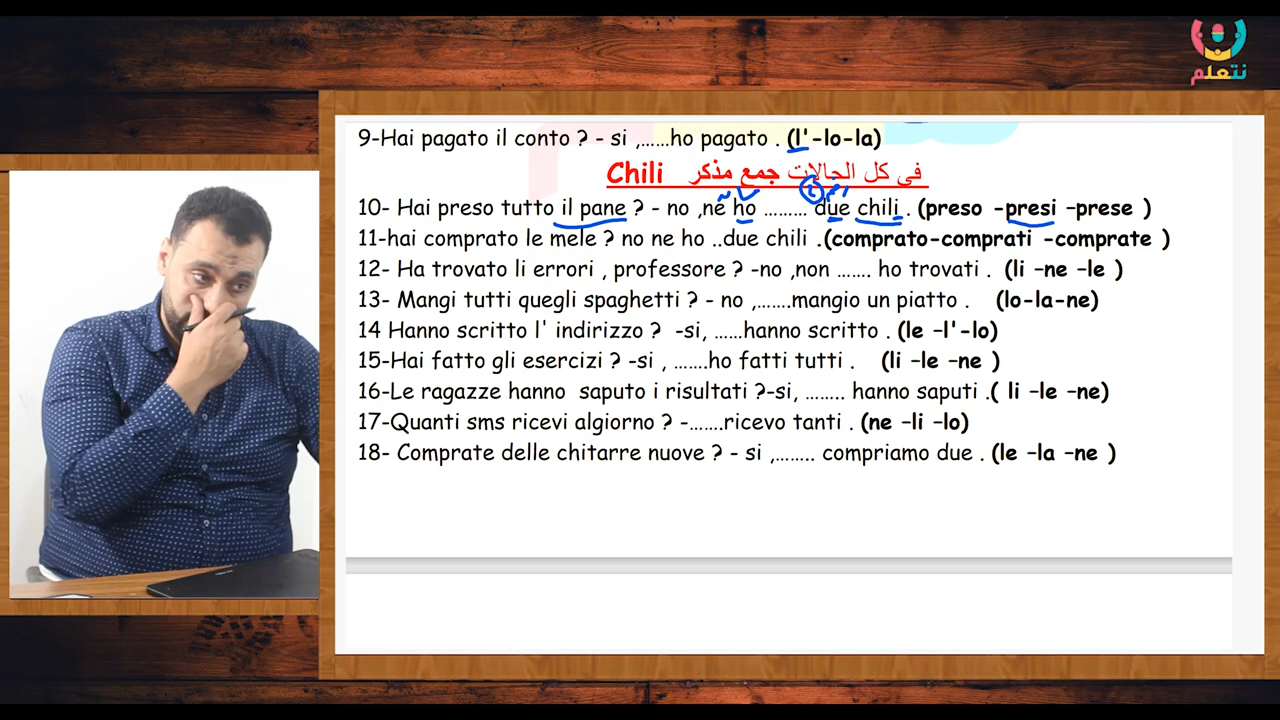 نتعلم
9-Hai pagato il conto ? - si ,......ho pagato . (l'-lo-la)
Chili في كل الحالات جمع مذكر
10- Hai preso tutto il pane ? - no ,ne ho ......... due chili . (preso -presi -prese )
11-hai comprato le mele ? no ne ho ..due chili .(comprato-comprati -comprate )
12- Ha trovato li errori , professore ? -no ,non ....... ho trovati . (li -ne -le )
13- Mangi tutti quegli spaghetti ? - no ,.......mangio un piatto . (lo-la-ne)
14 Hanno scritto l' indirizzo ? -si, ......hanno scritto . (le -l'-lo)
15-Hai fatto gli esercizi ? -si , .......ho fatti tutti . (li -le -ne )
16-Le ragazze hanno saputo i risultati ?-si, ........ hanno saputi .( li -le -ne)
17-Quanti sms ricevi algiorno ? -.......ricevo tanti . (ne -li -lo)
18- Comprate delle chitarre nuove ? - si ,........ compriamo due . (le -la -ne )